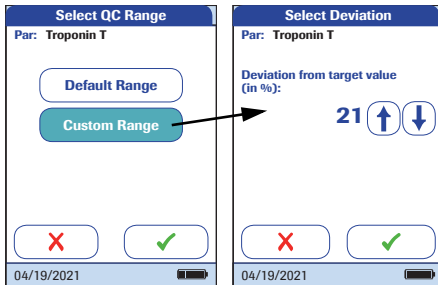 Select QC Range
Par: Troponin T
Default Range
Custom Range
04/19/2021
Select Deviation
Par: Troponin T
Deviation from target value
(in %):
21
04/19/2021